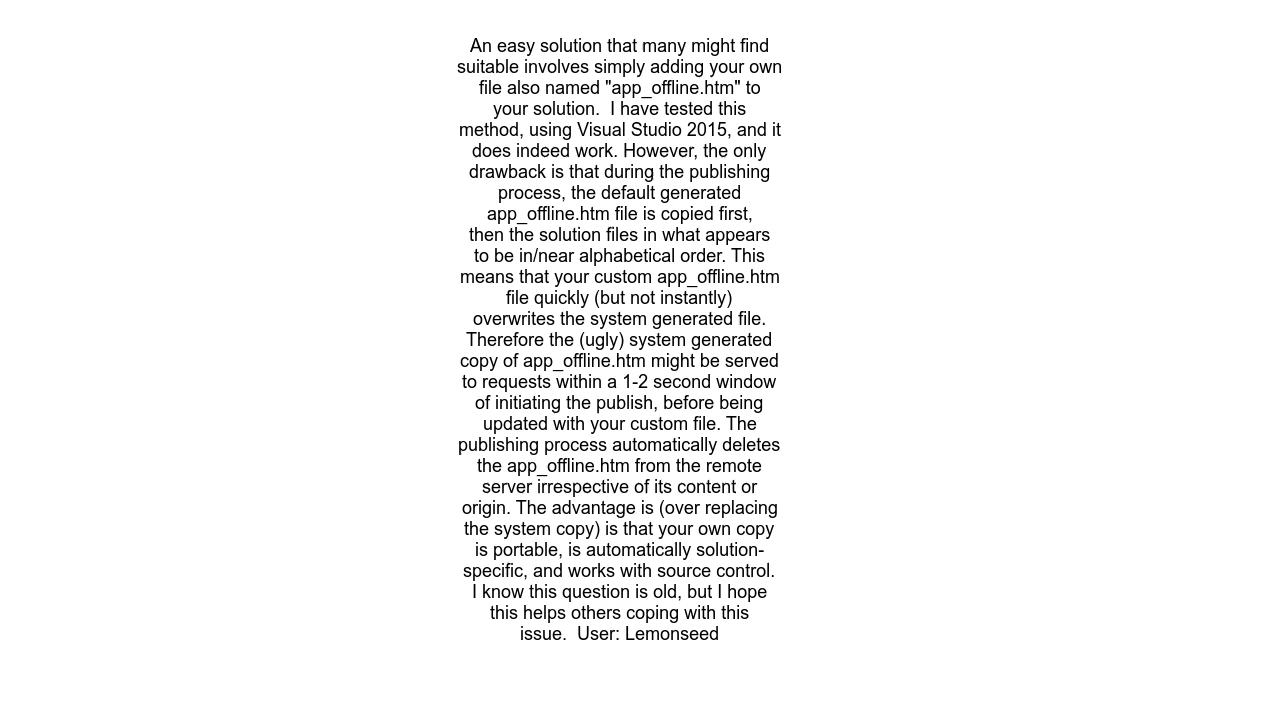 An easy solution that many might find
suitable involves simply adding your own
file also named "app_offline.htm" to
your solution.  I have tested this
method, using Visual Studio 2015, and it
does indeed work. However, the only
drawback is that during the publishing
process, the default generated
app_offline.htm file is copied first,
then the solution files in what appears
to be in/near alphabetical order. This
means that your custom app_offline.htm
file quickly (but not instantly)
overwrites the system generated file.
Therefore the (ugly) system generated
copy of app_offline.htm might be served
to requests within a 1-2 second window
of initiating the publish, before being
updated with your custom file. The
publishing process automatically deletes
the app_offline.htm from the remote
server irrespective of its content or
origin. The advantage is (over replacing
the system copy) is that your own copy
is portable, is automatically solution-
specific, and works with source control.
I know this question is old, but I hope
this helps others coping with this
issue.  User: Lemonseed